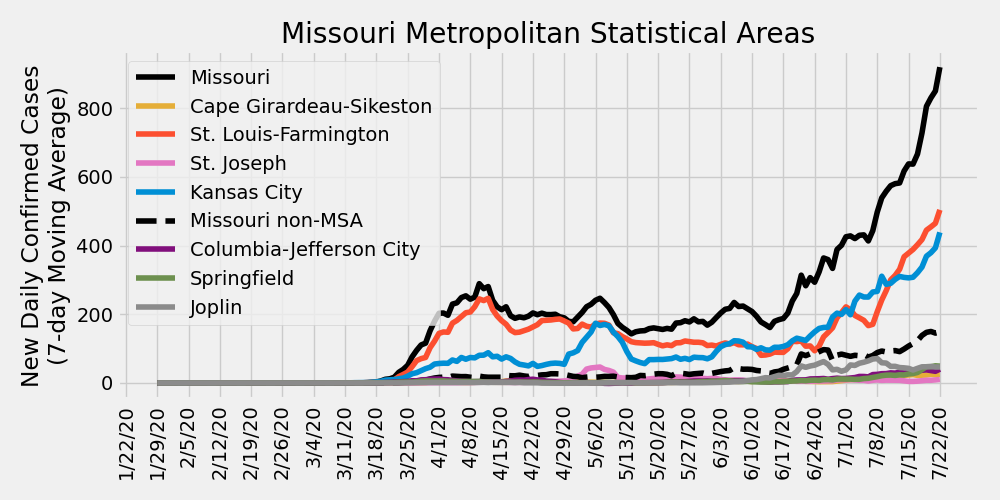 Missouri Metropolitan Statistical Areas
New Daily Confirmed Cases
(7-day Moving Average)
800
600
400
200
0
Missouri
Cape Girardeau-Sikeston
St. Louis-Farmington
St. Joseph
Kansas City
Missouri non-MSA
Columbia-Jefferson City
Springfield
Joplin
1/22/20
1/29/20
2/5/20
2/12/20
2/19/20
2/26/20
3/4/20
3/11/20
3/18/20
3/25/20
4/1/20
4/8/20
4/15/20
4/22/20
4/29/20
5/6/20
5/13/20
5/20/20
5/27/20
6/3/20
6/10/20
6/17/20
6/24/20
7/1/20
7/8/20
7/15/20
7/22/20